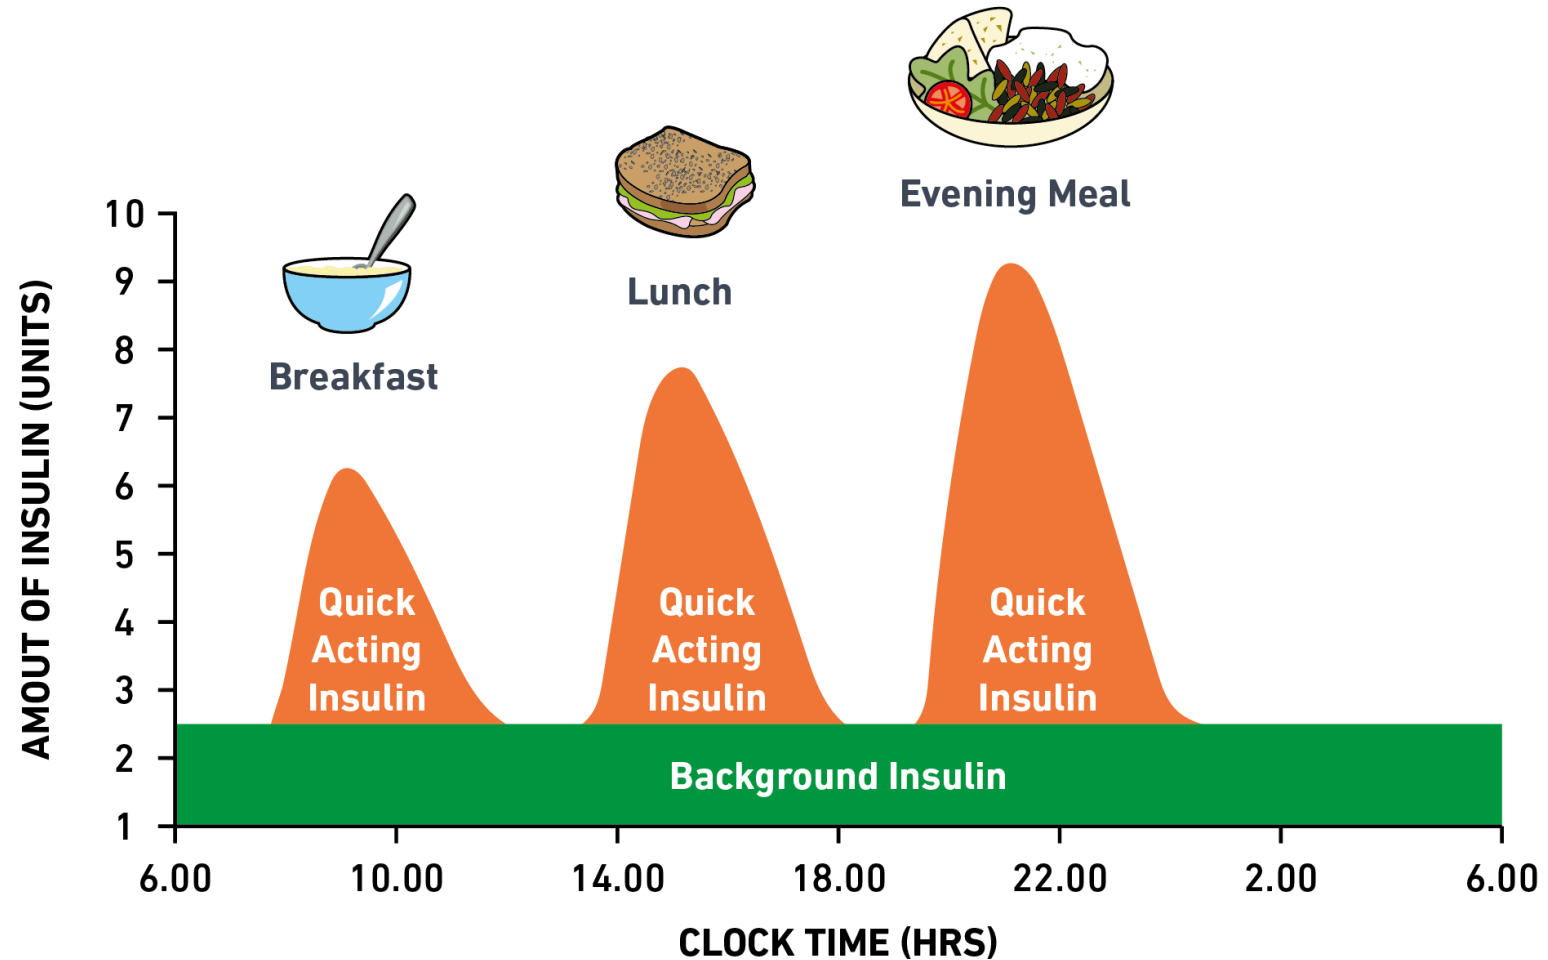 Evening Meal
Lunch
Breakfast
AMOUT OF INSULIN (UNITS)
10
9
8
7
6
5
4
3
2
1
Quick
Acting
Insulin
Quick
Acting
Insulin
Quick
Acting
Insulin
Background Insulin
6.00 10.00 14.00 18.00 22.00 2.00 6.00
CLOCK TIME (HRS)